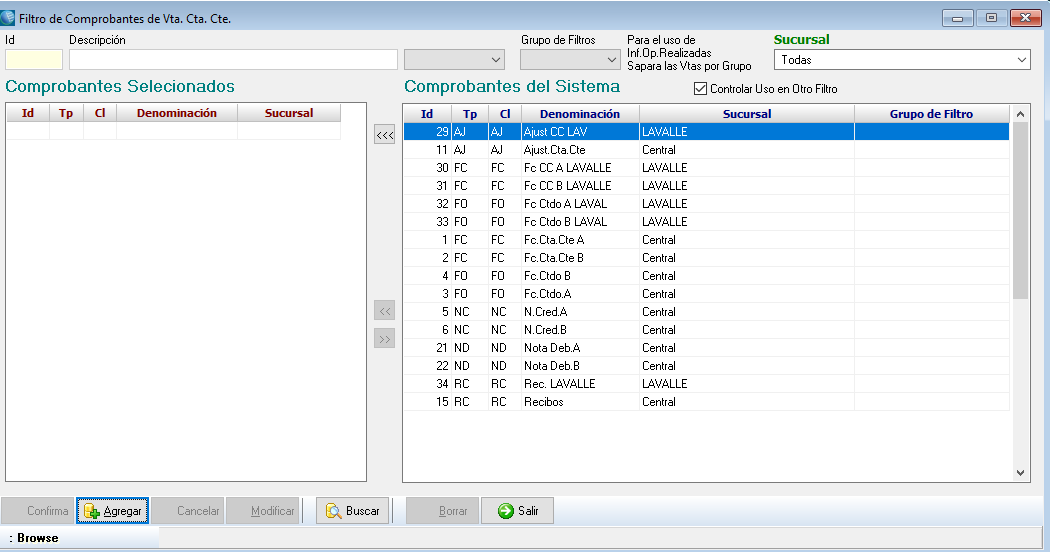 Filtro de Comprobantes de Vta. Cta. Cte.
Id
Descripción
Grupo de Filtros
Para el uso de
Inf.Op.Realizadas
Sapara las Vtas por Grupo
Sucursal
Todas
Comprobantes Selecionados
Comprobantes del Sistema
Controlar Uso en Otro Filtro
Id Tp Cl Denominación Sucursal
<<<
<<
>>
Id Tp Cl Denominación Sucursal Grupo de Filtro
29 AJ AJ Ajust CC LAV LAVALLE
11 AJ AJ Ajust.Cta.Cte Central
30 FC FC Fc CC A LAVALLE LAVALLE
31 FC FC Fc CC B LAVALLE LAVALLE
32 FO FO Fc Ctdo A LAVAL LAVALLE
33 FO FO Fc Ctdo B LAVAL LAVALLE
1 FC FC Fc.Cta.Cte A Central
2 FC FC Fc.Cta.Cte B Central
4 FO FO Fc.Ctdo B Central
3 FO FO Fc.Ctdo.A Central
5 NC NC N.Cred.A Central
6 NC NC N.Cred.B Central
21 ND ND Nota Deb.A Central
22 ND ND Nota Deb.B Central
34 RC RC Rec. LAVALLE LAVALLE
15 RC RC Recibos Central
Confirma
Agregar
Cancelar
Modificar
Buscar
Borrar
Salir
: Browse